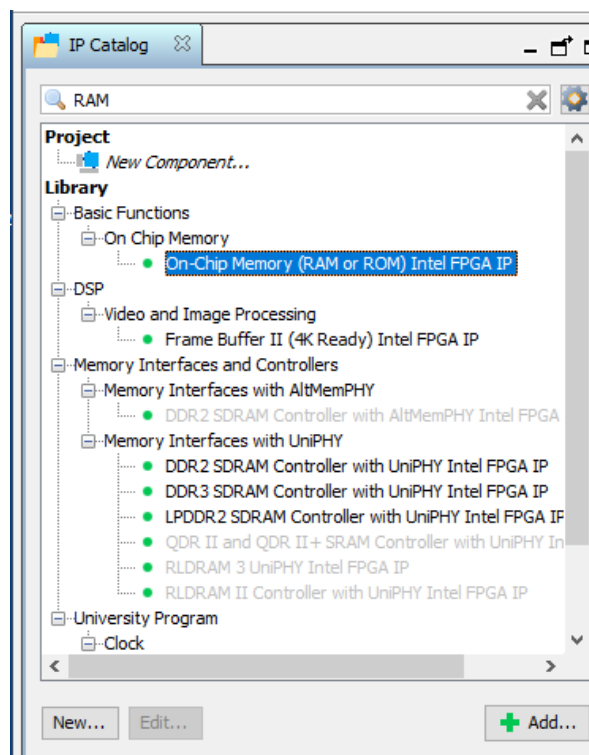 IP Catalog
RAM
Project
New Component...
Library
Basic Functions
On Chip Memory
On-Chip Memory (RAM or ROM) Intel FPGA IP
DSP
Video and Image Processing
Frame Buffer II (4K Ready) Intel FPGA IP
Memory Interfaces and Controllers
Memory Interfaces with AltMemPHY
DDR2 SDRAM Controller with AltMemPHY Intel FPGA
Memory Interfaces with UniPHY
DDR2 SDRAM Controller with UniPHY Intel FPGA IP
DDR3 SDRAM Controller with UniPHY Intel FPGA IP
LPDDR2 SDRAM Controller with UniPHY Intel FPGA IP
QDR II and QDR II+ SRAM Controller with UniPHY In
RLDRAM 3 UniPHY Intel FPGA IP
RLDRAM II Controller with UniPHY Intel FPGA IP
University Program
Clock
New... Edit... Add...